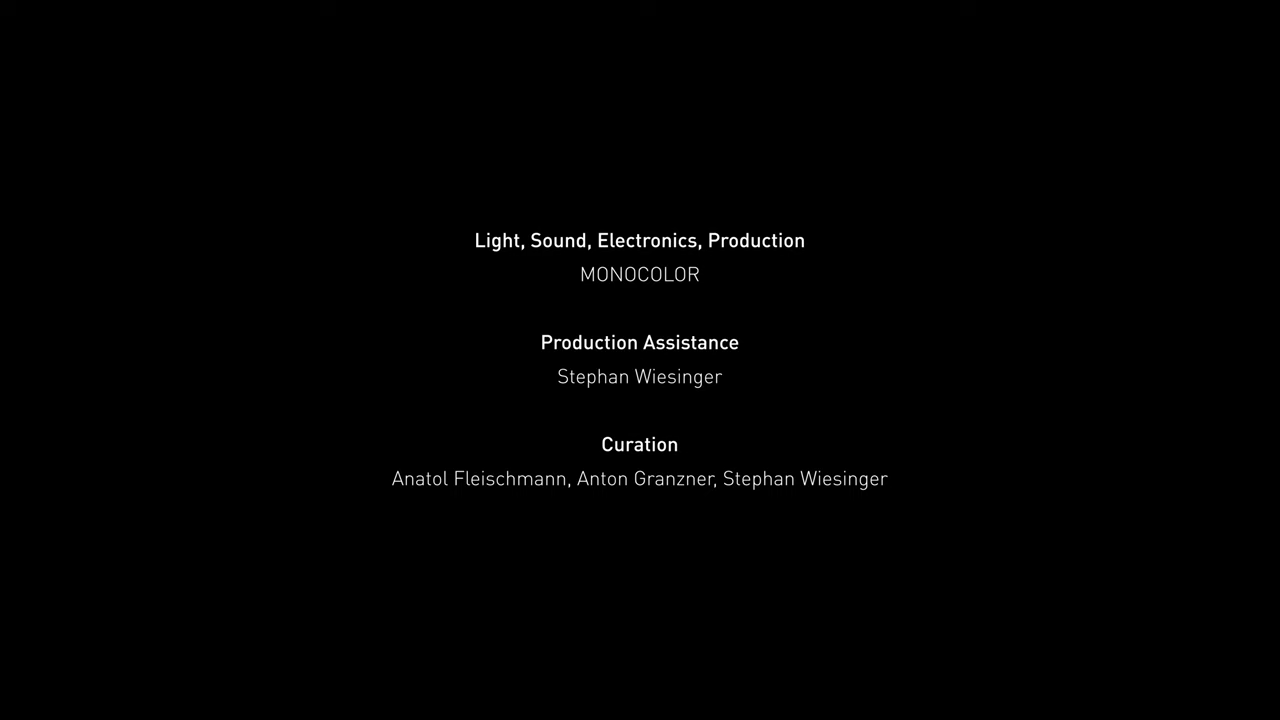 Light, Sound, Electronics, Production
MONOCOLOR
Production Assistance
Stephan Wiesinger
Curation
Anatol Fleischmann, Anton Granzner, Stephan Wiesinger